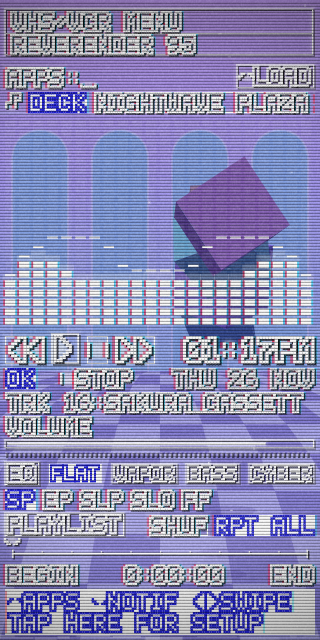 VHS/VCR MENU
REWERENDER '95
APPS:_ LOAD
DECK NIGHTWAVE PLAZA
01:17PM
OK STOP THU 26 NOV
TRK 16:SAKURA CASSETT
VOLUME
EQ FLAT VAPOR BASS CYBER
SP EP SLP SLO FF
PLAYLIST SHUF RPT ALL
BEGIN 0:00:00 END
APPS NOTIF SWIPE
TAP HERE FOR SETUP